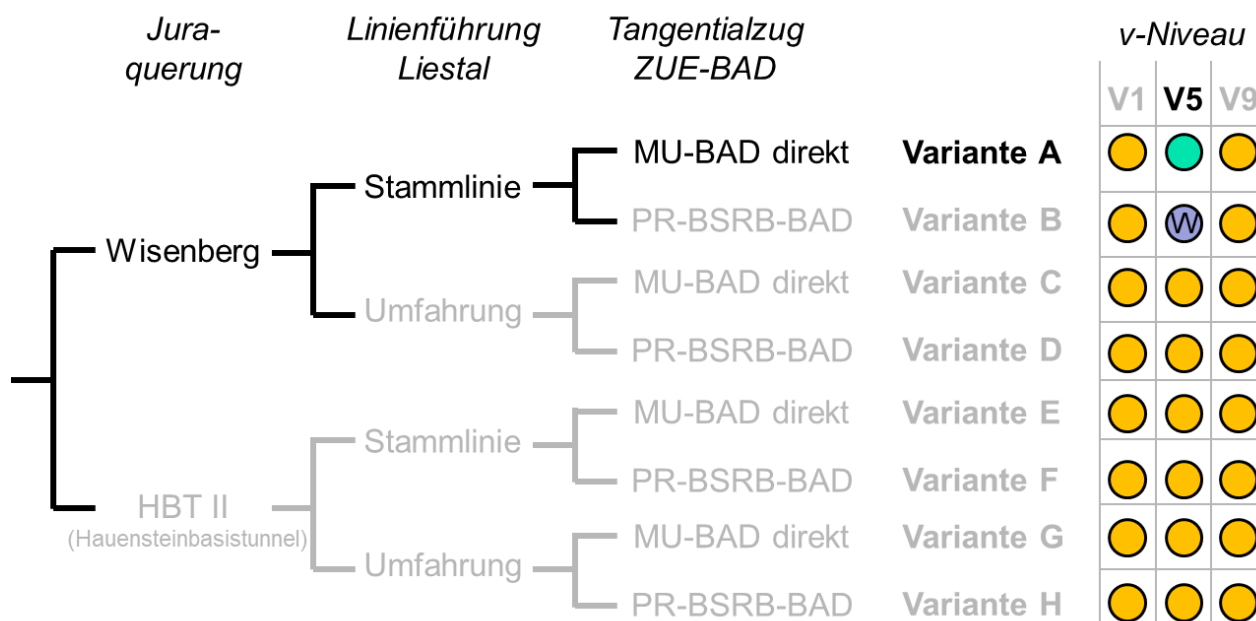 Jura-
querung
Linienführung
Liestal
Tangentialzug
ZUE-BAD
v-Niveau
V1 V5 V9
MU-BAD direkt Variante A
Stammlinie
PR-BSRB-BAD Variante B W
Wisenberg
MU-BAD direkt Variante C
Umfahrung
PR-BSRB-BAD Variante D
MU-BAD direkt Variante E
Stammlinie
PR-BSRB-BAD Variante F
HBT II
(Hauensteinbasistunnel)
MU-BAD direkt Variante G
Umfahrung
PR-BSRB-BAD Variante H